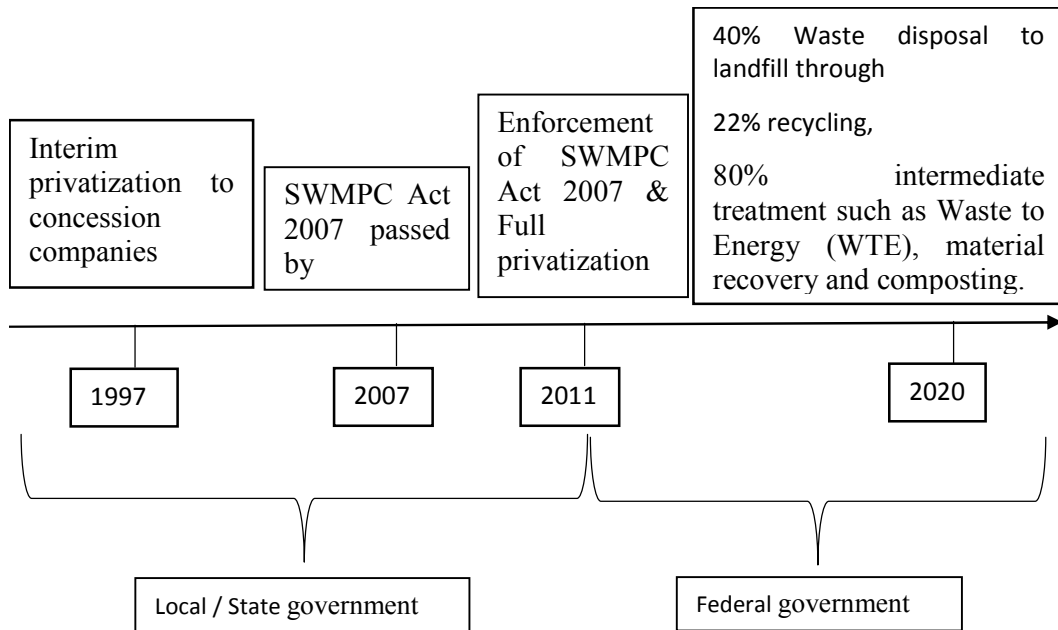 Interim
privatization to
concession
companies
SWMPC Act
2007 passed
by
Enforcement
of SWMPC
Act 2007 &
Full
privatization
40% Waste disposal to
landfill through
22% recycling,
80% intermediate
treatment such as Waste to
Energy (WTE), material
recovery and composting.
1997
2007
2011
2020
Local / State government
Federal government